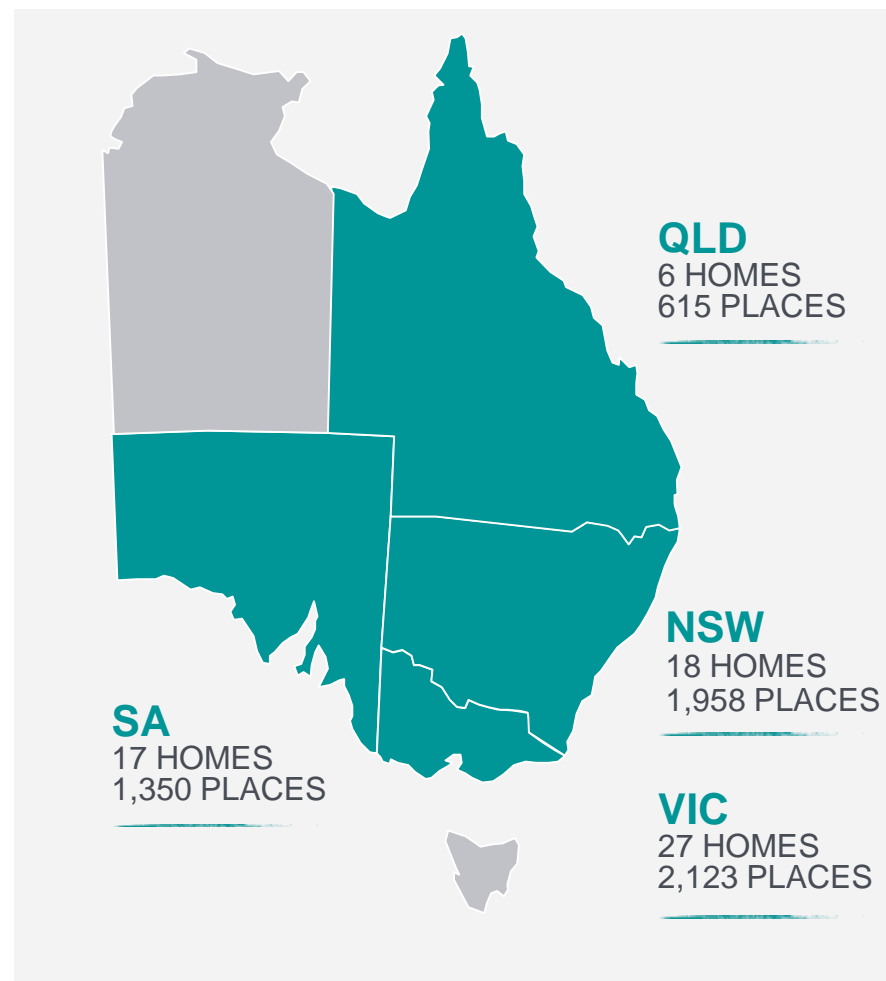 QLD
6 HOMES
615 PLACES
NSW
18 HOMES
1,958 PLACES
SA
17 HOMES
1,350 PLACES
VIC
27 HOMES
2,123 PLACES